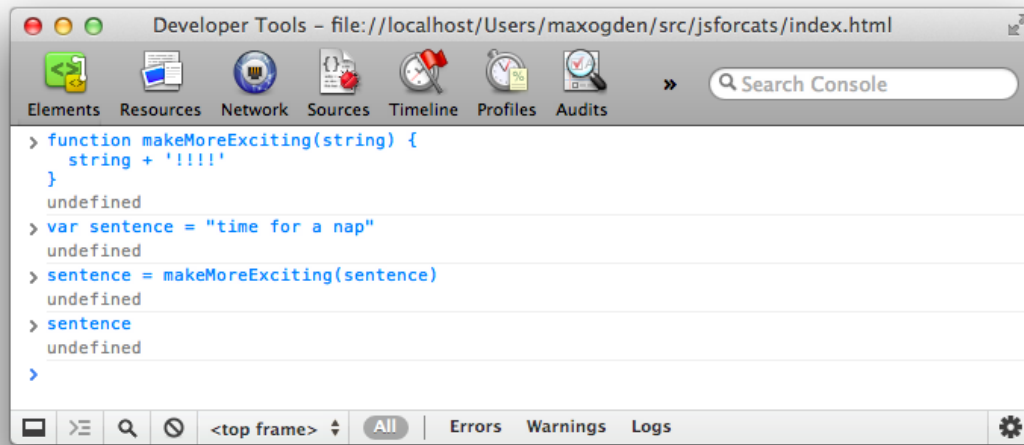 Developer Tools – file://localhost/Users/maxogden/src/jsforcats/index.html
Elements Resources Network Sources Timeline Profiles Audits » Search Console
> function makeMoreExciting(string) {
    string + '!!!!'
  }
undefined
> var sentence = "time for a nap"
undefined
> sentence = makeMoreExciting(sentence)
undefined
> sentence
undefined
>
<top frame> All Errors Warnings Logs